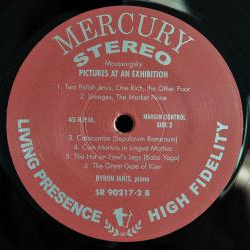 MERCURY
STEREO
Moussorgsky
PICTURES AT AN EXHIBITION
1. Two Polish Jews, One Rich, the Other Poor
2. Limoges, The Market Place
45 R.P.M.
MARGIN CONTROL
SIDE 2
3. Catacombs (Sepulcrum Romanum)
4. Con Mortuis in Lingua Mortua
5. The Hut on Fowl's Legs (Baba Yaga)
6. The Great Gate of Kiev
BYRON JANIS, piano
SR 90217-2 B
LIVING PRESENCE
HIGH FIDELITY